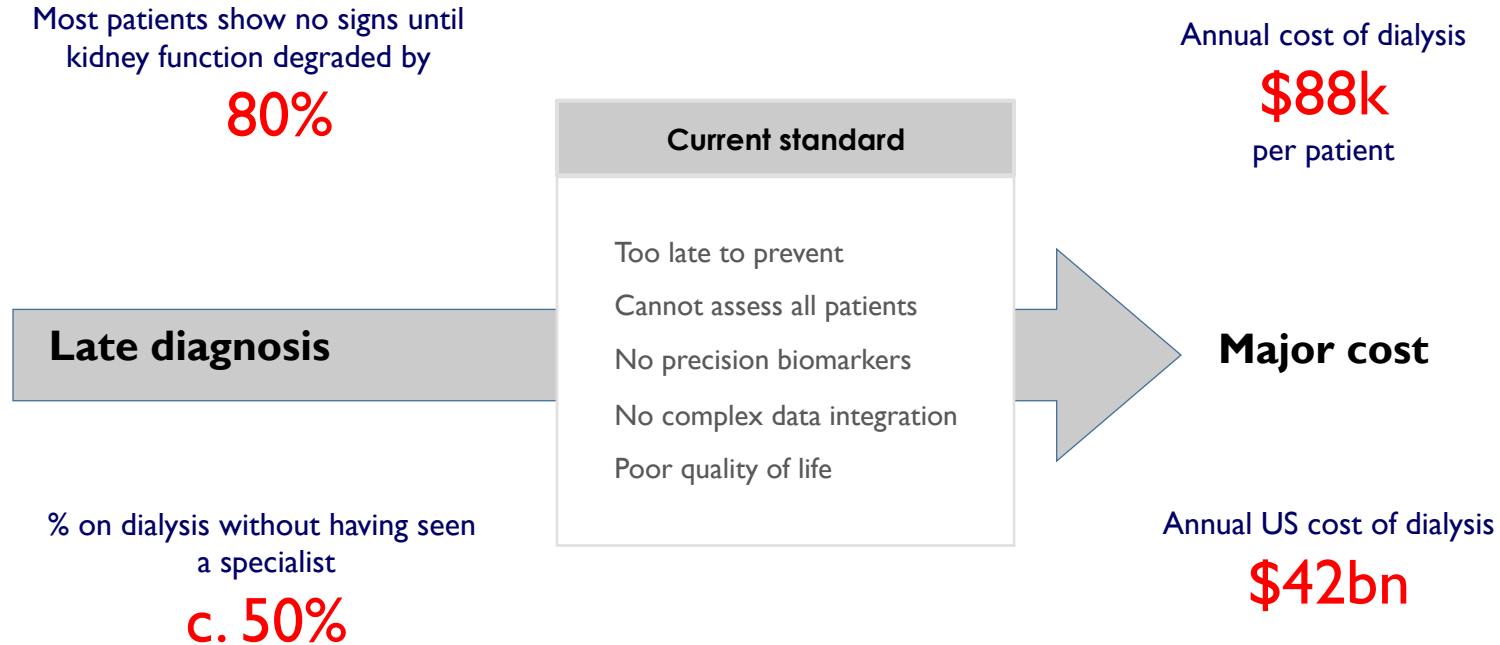 Most patients show no signs until
kidney function degraded by
80%
Annual cost of dialysis
$88k
per patient
Current standard
Too late to prevent
Cannot assess all patients
No precision biomarkers
No complex data integration
Poor quality of life
Late diagnosis
Major cost
% on dialysis without having seen
a specialist
c. 50%
Annual US cost of dialysis
$42bn